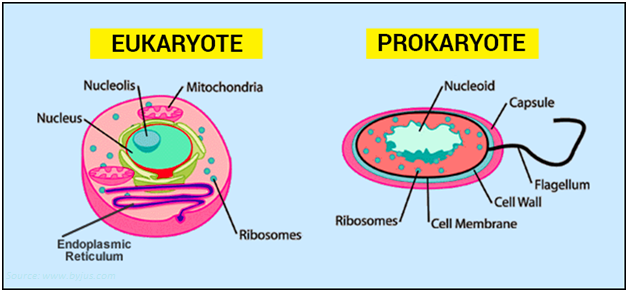 EUKARYOTE
Nucleolis
Mitochondria
Nucleus
Endoplasmic
Reticulum
Ribosomes
PROKARYOTE
Nucleoid
Capsule
Flagellum
Cell Wall
Cell Membrane
Ribosomes